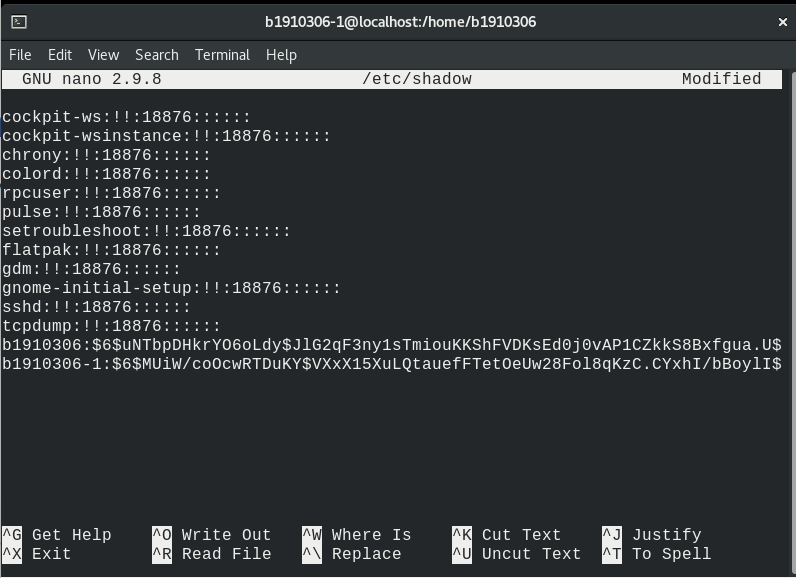 b1910306-1@localhost:/home/b1910306
File Edit View Search Terminal Help
GNU nano 2.9.8 /etc/shadow Modified
cockpit-ws:!!:18876::::::
cockpit-wsinstance:!!:18876::::::
chrony:!!:18876::::::
colord:!!:18876::::::
rpcuser:!!:18876::::::
pulse:!!:18876::::::
setroubleshoot:!!:18876::::::
flatpak:!!:18876::::::
gdm:!!:18876::::::
gnome-initial-setup:!!:18876::::::
sshd:!!:18876::::::
tcpdump:!!:18876::::::
b1910306:$6$uNTbpDHkrYO6oLdy$JlG2qF3ny1sTmiouKKShFVDKsEd0j0vAP1CZkkS8Bxfgua.U$
b1910306-1:$6$MUiW/coOcwRTDuKY$VXxX15XuLQtauefFTetOeUw28Fol8qKzC.CYxhI/bBoylI$
^G Get Help ^O Write Out ^W Where Is ^K Cut Text ^J Justify
^X Exit ^R Read File ^\ Replace ^U Uncut Text ^T To Spell